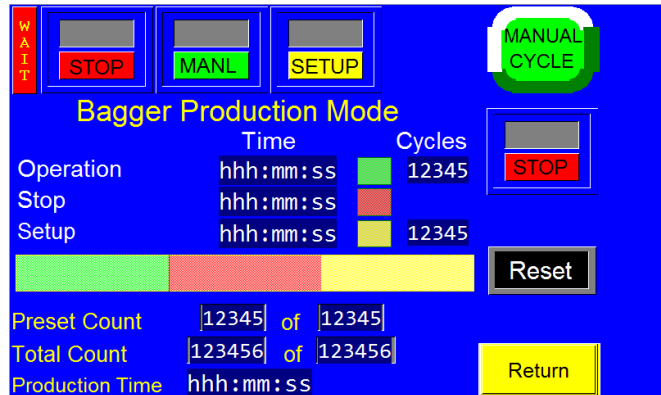 WAIT
STOP
MANL
SETUP
MANUAL
CYCLE
Bagger Production Mode
Time Cycles
Operation hhh:mm:ss 12345
STOP
Stop hhh:mm:ss
Setup hhh:mm:ss 12345
Reset
Preset Count 12345 of 12345
Total Count 123456 of 123456
Return
Production Time hhh:mm:ss